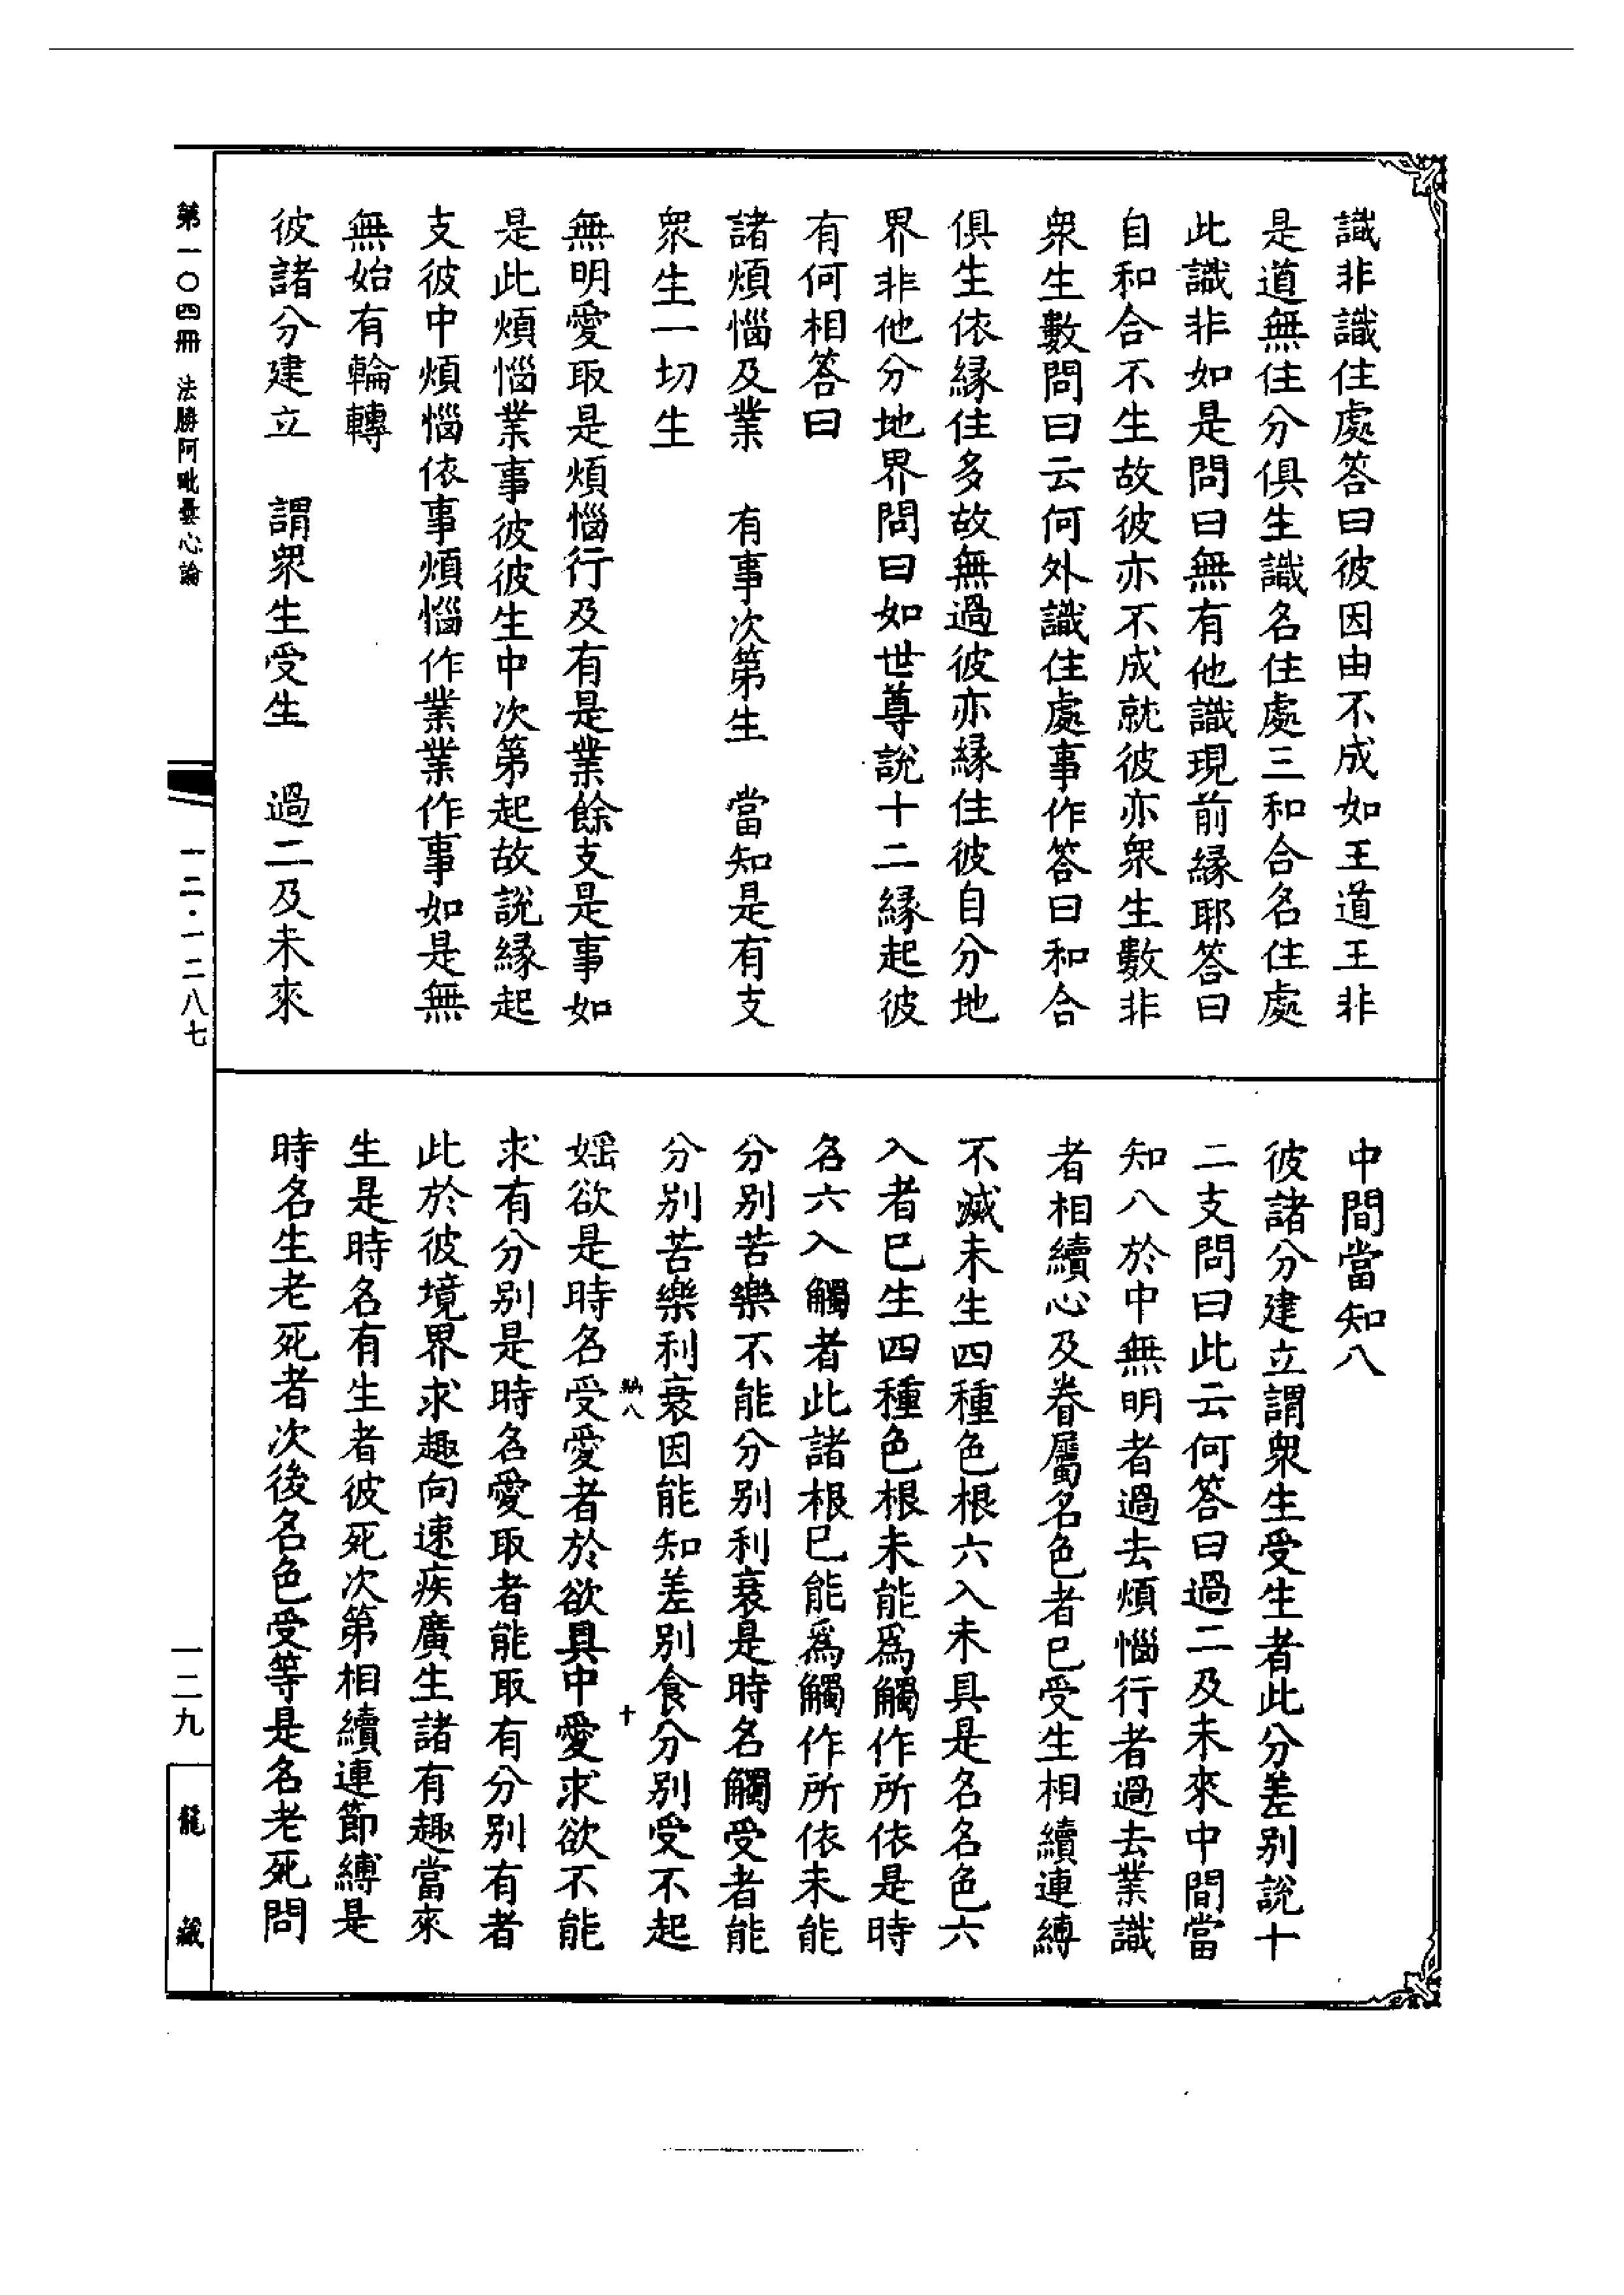 識非識住處答曰彼因由不成如王道王非
是道無住分俱生識名住處三和合名住處
此識非如是問曰無有他識現前縁耶答曰
自和合不生故彼亦不成就彼亦衆生數非
衆生數問曰云何外識住處事作答曰和合
俱生依縁住多故無過彼亦縁住彼自分地
界非他分地界問曰如世尊說十二縁起彼
有何相答曰
諸煩惱及業　有事次第生　當知是有支
衆生一切生
無明愛取是煩惱行及有是業餘支是事如
是此煩惱業事彼彼生中次第起故說縁起
支彼中煩惱依事煩惱作業業作事如是無
無始有輪轉
彼諸分建立　謂衆生受生　過二及未來
中間當知八
彼諸分建立謂衆生受生者此分差别說十
二支問曰此云何答曰過二及未來中間當
知八於中無明者過去煩惱行者過去業識
者相續心及眷屬名色者已受生相續連縛
不滅未生四種色根六入未具是名名色六
入者已生四種色根未能爲觸作所依是時
名六入觸者此諸根已能爲觸作所依未能
分别苦樂不能分别利衰是時名觸受者能
分别苦樂利衰因能知差别食分别受不起
婬欲是時名受愛者於欲具中愛求欲不能
求有分别是時名愛取者能取有分别有者
此於彼境界求趣向速疾廣生諸有趣當來
生是時名有生者彼死次第相續連節縛是
時名生老死者次後名色受等是名老死問
八
十
第一〇四冊　法勝阿毗曇心論
一二·一二八七
一二九
龍藏